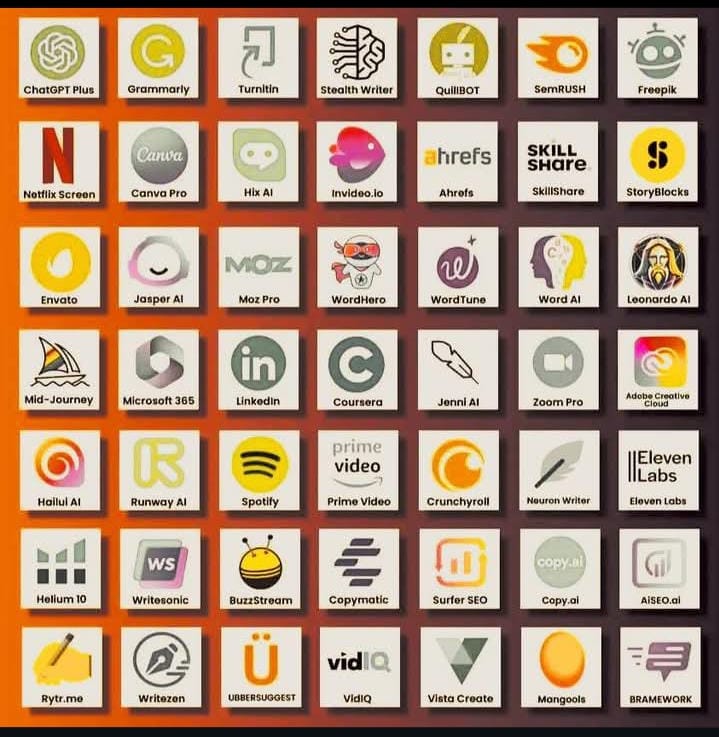 ChatGPT Plus
Grammarly
Turnitin
Stealth Writer
QuillBOT
SemRUSH
Freepik
N
Canva
ahrefs
SKILL
SHare.
S
Netflix Screen
Canva Pro
Hix AI
Invideo.io
Ahrefs
SkillShare
StoryBlocks
MOZ
w
Envato
Jasper AI
Moz Pro
WordHero
WordTune
Word AI
Leonardo AI
in
C
Mid-Journey
Microsoft 365
LinkedIn
Coursera
Jenni AI
Zoom Pro
Adobe Creative
Cloud
R
prime
video
||Eleven
Labs
Hailui AI
Runway AI
Spotify
Prime Video
Crunchyroll
Neuron Writer
Eleven Labs
WS
copy.ai
Helium 10
Writesonic
BuzzStream
Copymatic
Surfer SEO
Copy.ai
AiSEO.ai
Ü
vidIQ
Rytr.me
Writezen
UBBERSUGGEST
VidIQ
Vista Create
Mangools
BRAMEWORK